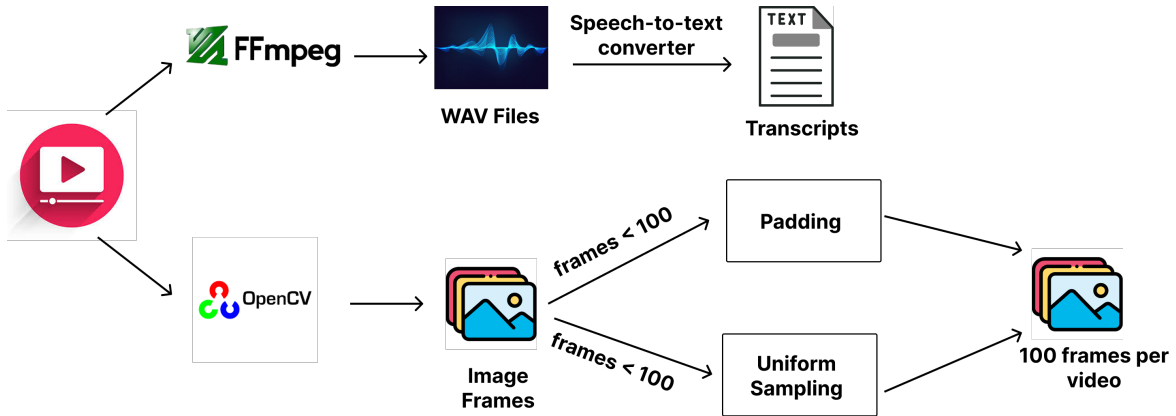 FFmpeg
Speech-to-text
converter
TEXT
WAV Files
Transcripts
OpenCV
frames < 100
Padding
frames < 100
Uniform
Sampling
Image
Frames
100 frames per
video